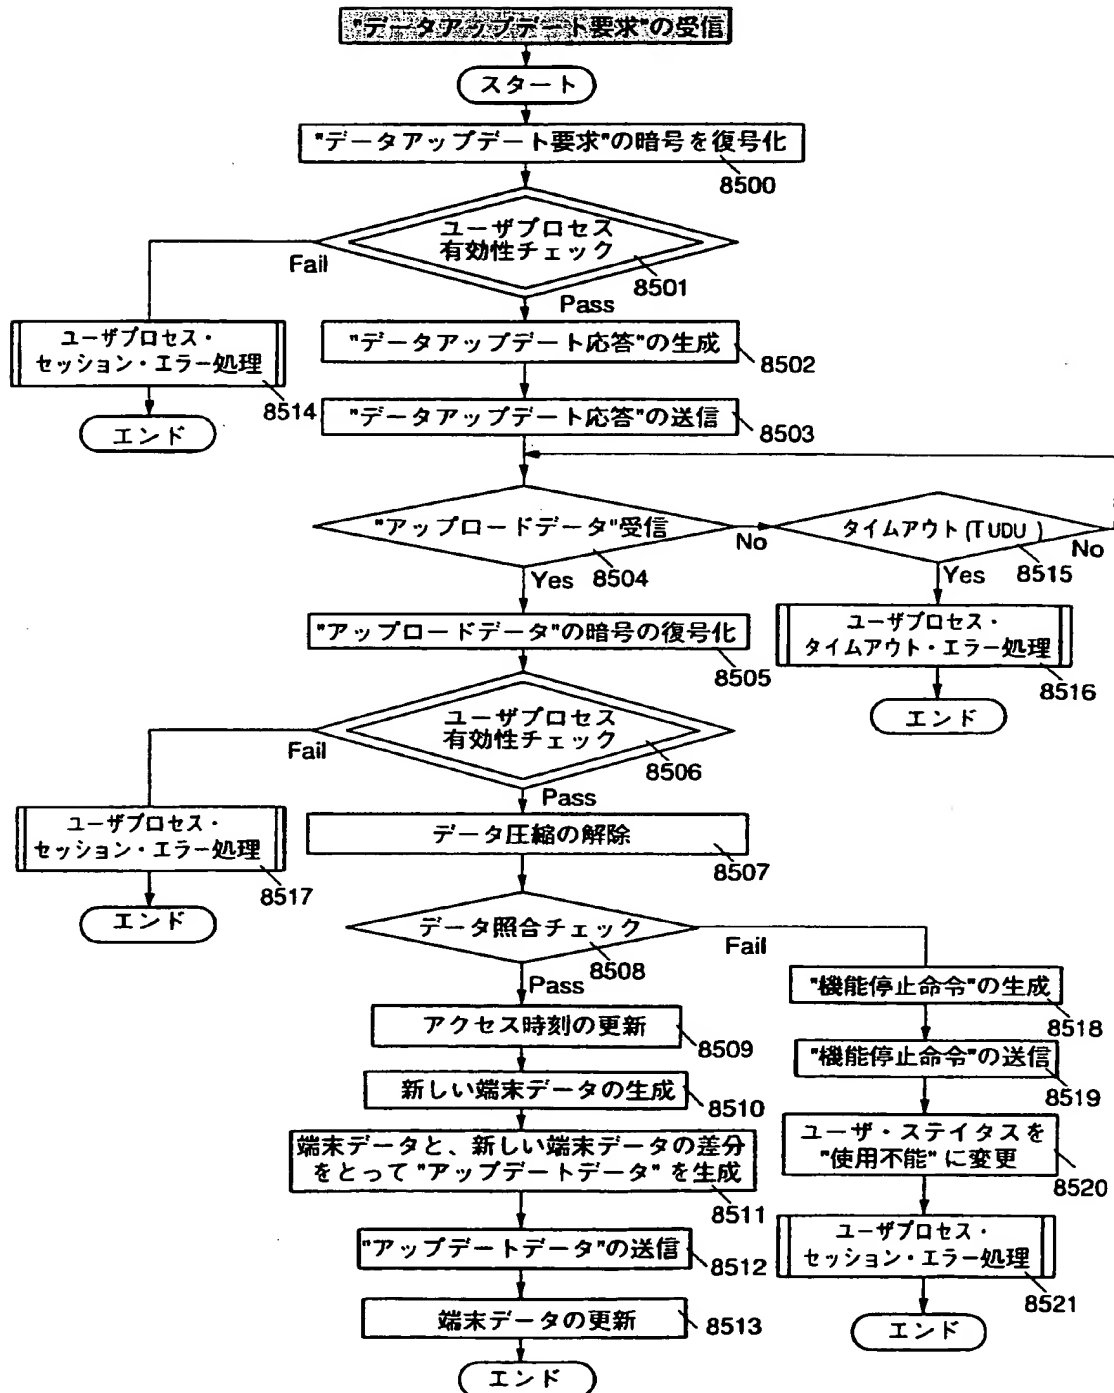 "データアップデート要求"の受信
スタート
"データアップデート要求"の暗号を復号化
8500
ユーザプロセス
有効性チェック
8501
Fail
Pass
ユーザプロセス・
セッション・エラー処理
8514
エンド
"データアップデート応答"の生成
8502
"データアップデート応答"の送信
8503
"アップロードデータ"受信
8504
No
Yes
タイムアウト(TUDU)
8515
No
Yes
ユーザプロセス・
タイムアウト・エラー処理
8516
エンド
"アップロードデータ"の暗号の復号化
8505
ユーザプロセス
有効性チェック
8506
Fail
Pass
ユーザプロセス・
セッション・エラー処理
8517
エンド
データ圧縮の解除
8507
データ照合チェック
8508
Fail
Pass
アクセス時刻の更新
8509
新しい端末データの生成
8510
端末データと、新しい端末データの差分
をとって"アップデートデータ"を生成
8511
"アップデートデータ"の送信
8512
端末データの更新
8513
エンド
"機能停止命令"の生成
8518
"機能停止命令"の送信
8519
ユーザ・ステイタスを
"使用不能"に変更
8520
ユーザプロセス・
セッション・エラー処理
8521
エンド